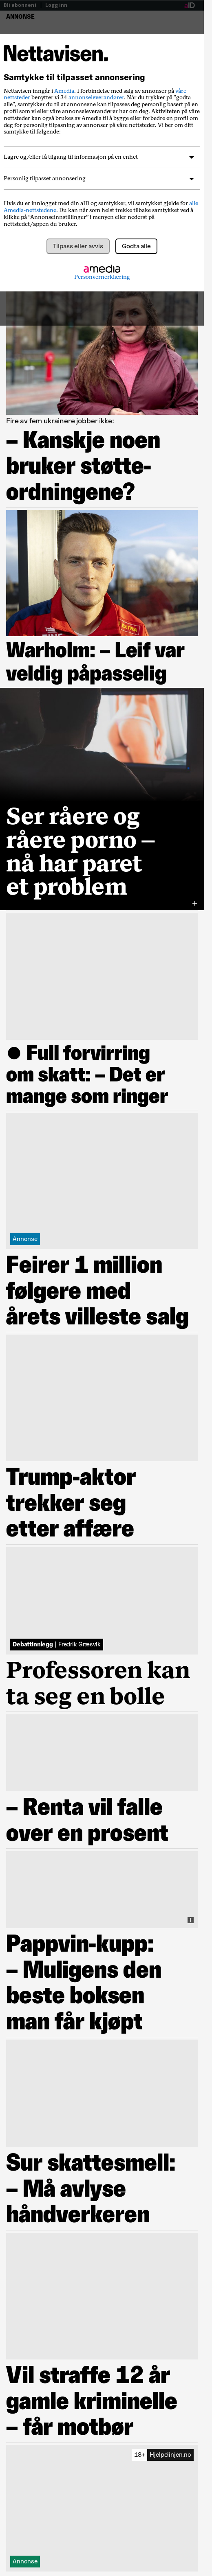 Bli abonnent | Logg inn
aID
ANNONSE
Nettavisen.
Samtykke til tilpasset annonsering
Nettavisen inngår i Amedia. I forbindelse med salg av annonser på våre
nettsteder benytter vi 34 annonseleverandører. Når du trykker på "godta
alle", samtykker du til at annonsene kan tilpasses deg personlig basert på en
profil som våre partnere og annonseleverandører har om deg. Aktiviteten din på våre
nettsteder kan også brukes av Amedia til å bygge eller forbedre en profil om
deg for personlig tilpasning av annonser på våre nettsteder. Vi ber om ditt
samtykke til følgende:
Lagre og/eller få tilgang til informasjon på en enhet
Personlig tilpasset annonsering
Hvis du er innlogget med din aID og samtykker, vil samtykket gjelde for alle
Amedia-nettstedene. Du kan når som helst trekke tilbake samtykket ved å
klikke på “Annonseinnstillinger” i menyen eller nederst på
nettstedet/appen du bruker.
Tilpass eller avvis
Godta alle
amedia
Personvernerklæring
Fire av fem ukrainere jobber ikke:
– Kanskje noen
bruker støtte-
ordningene?
Warholm: – Leif var
veldig påpasselig
Ser råere og
råere porno –
nå har paret
et problem
+
● Full forvirring
om skatt: – Det er
mange som ringer
Annonse
Feirer 1 million
følgere med
årets villeste salg
Trump-aktor
trekker seg
etter affære
Debattinnlegg | Fredrik Græsvik
Professoren kan
ta seg en bolle
– Renta vil falle
over en prosent
+
Pappvin-kupp:
– Muligens den
beste boksen
man får kjøpt
Sur skattesmell:
– Må avlyse
håndverkeren
Vil straffe 12 år
gamle kriminelle
– får motbør
18+ Hjelpelinjen.no
Annonse